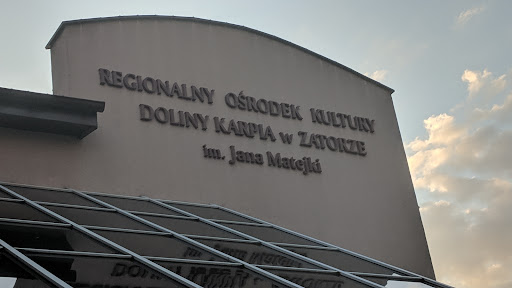 REGIONALNY OŚRODEK KULTURY
DOLINY KARPIA w ZATORZE
im. Jana Matejki